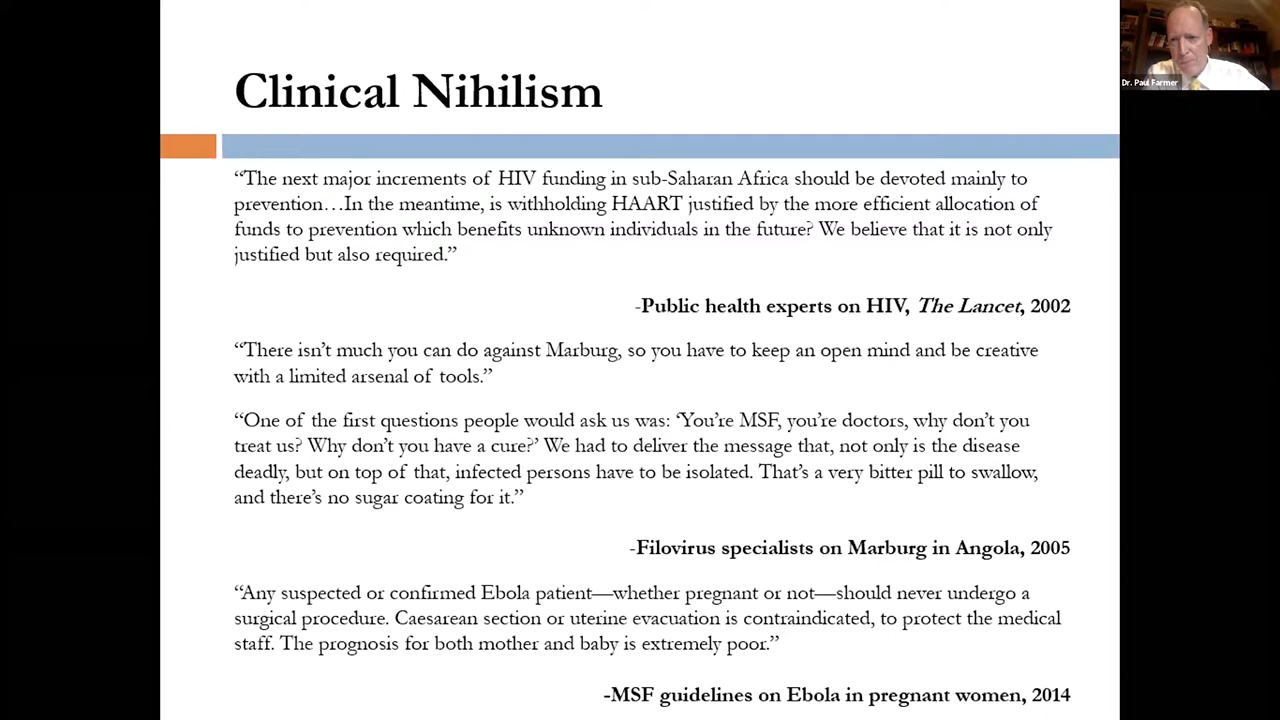 Clinical Nihilism
Dr. Paul Farmer
“The next major increments of HIV funding in sub-Saharan Africa should be devoted mainly to
prevention…In the meantime, is withholding HAART justified by the more efficient allocation of
funds to prevention which benefits unknown individuals in the future? We believe that it is not only
justified but also required.”
-Public health experts on HIV, The Lancet, 2002
“There isn’t much you can do against Marburg, so you have to keep an open mind and be creative
with a limited arsenal of tools.”
“One of the first questions people would ask us was: ‘You’re MSF, you’re doctors, why don’t you
treat us? Why don’t you have a cure?’ We had to deliver the message that, not only is the disease
deadly, but on top of that, infected persons have to be isolated. That’s a very bitter pill to swallow,
and there’s no sugar coating for it.”
-Filovirus specialists on Marburg in Angola, 2005
“Any suspected or confirmed Ebola patient—whether pregnant or not—should never undergo a
surgical procedure. Caesarean section or uterine evacuation is contraindicated, to protect the medical
staff. The prognosis for both mother and baby is extremely poor.”
-MSF guidelines on Ebola in pregnant women, 2014